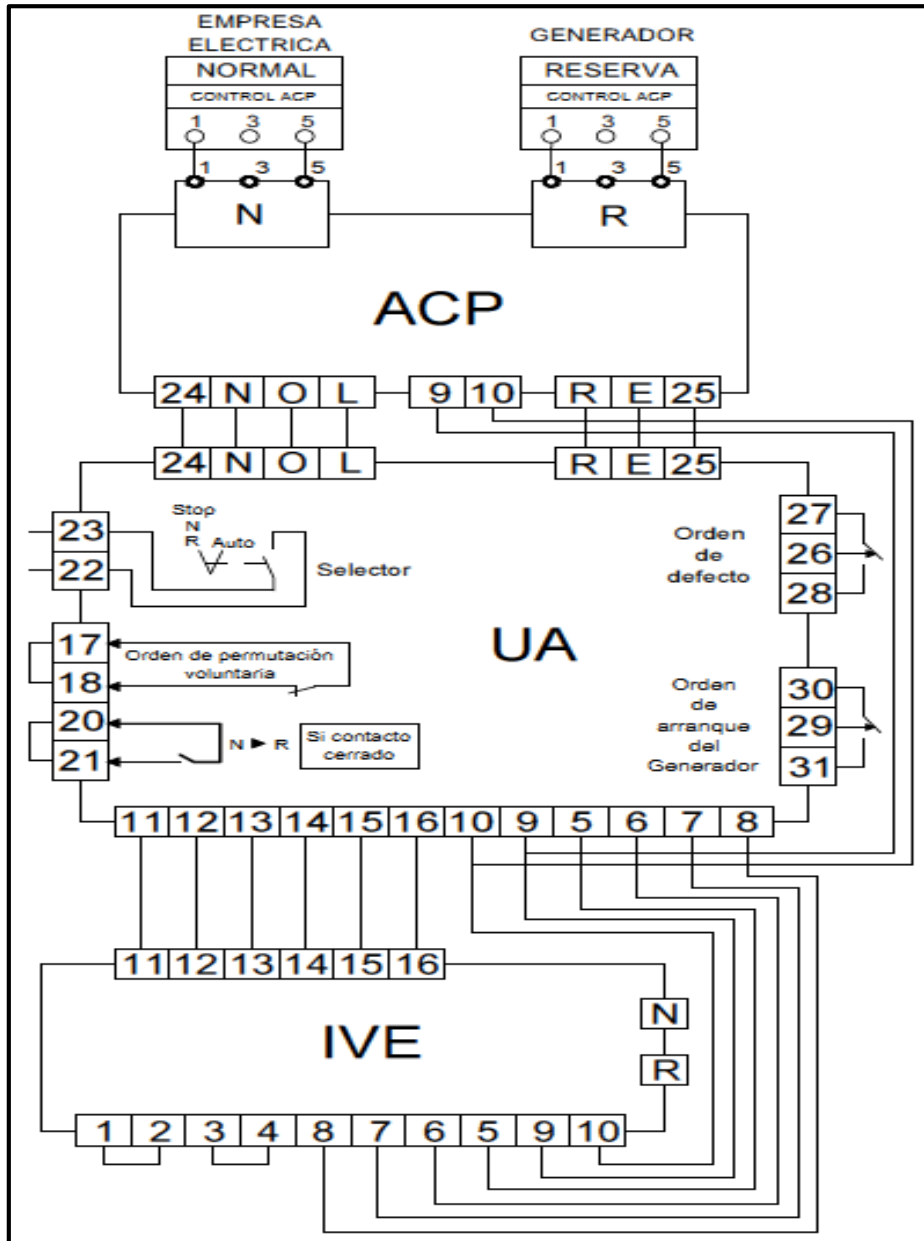 EMPRESA
ELECTRICA
GENERADOR
NORMAL
RESERVA
CONTROL ACP
CONTROL ACP
1 3 5
1 3 5
1 3 5
1 3 5
N
R
ACP
24 N O L
9 10
R E 25
24 N O L
R E 25
23
22
Stop
N
R Auto
Selector
17
18
Orden de permutación
voluntaria
20
21
N ► R
Si contacto
cerrado
UA
Orden
de
defecto
27
26
28
Orden
de
arranque
del
Generador
30
29
31
11 12 13 14 15 16 10 9 5 6 7 8
11 12 13 14 15 16
IVE
N
R
1 2 3 4 8 7 6 5 9 10